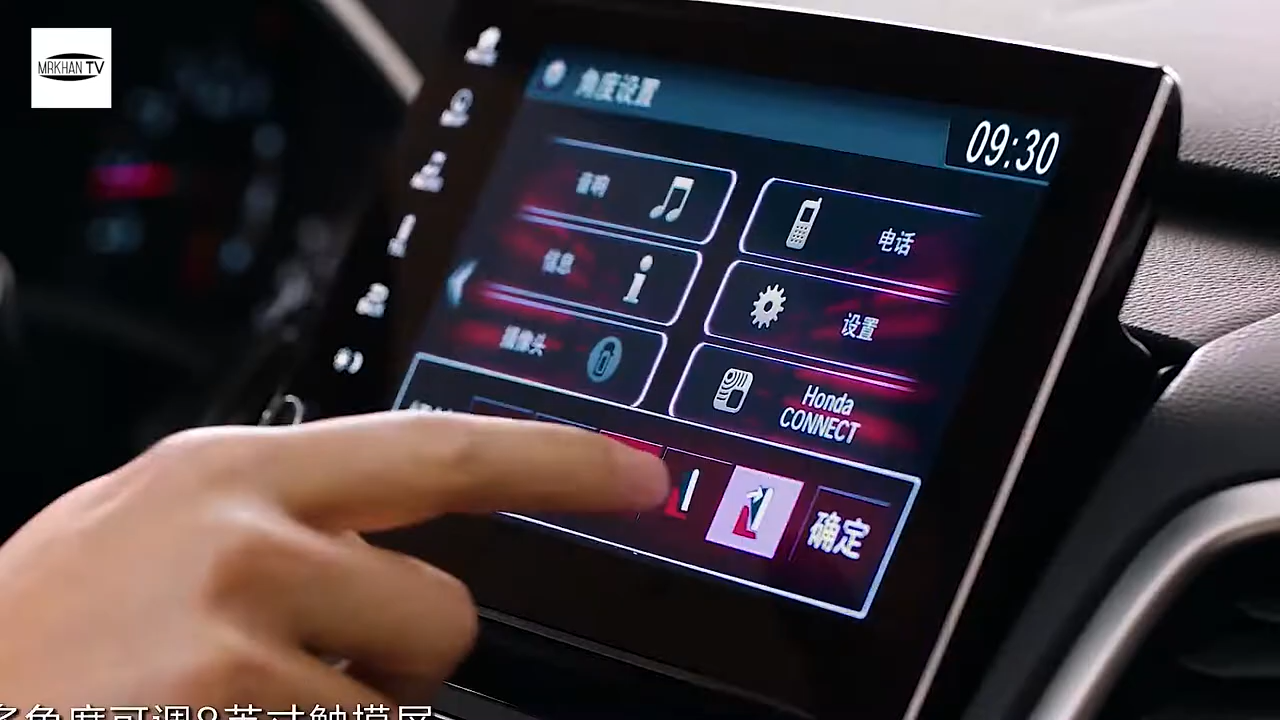 MRKHAN TV
角度设置
09:30
音响
电话
信息
设置
摄像头
Honda
CONNECT
确定
多角度可调8英寸触摸屏